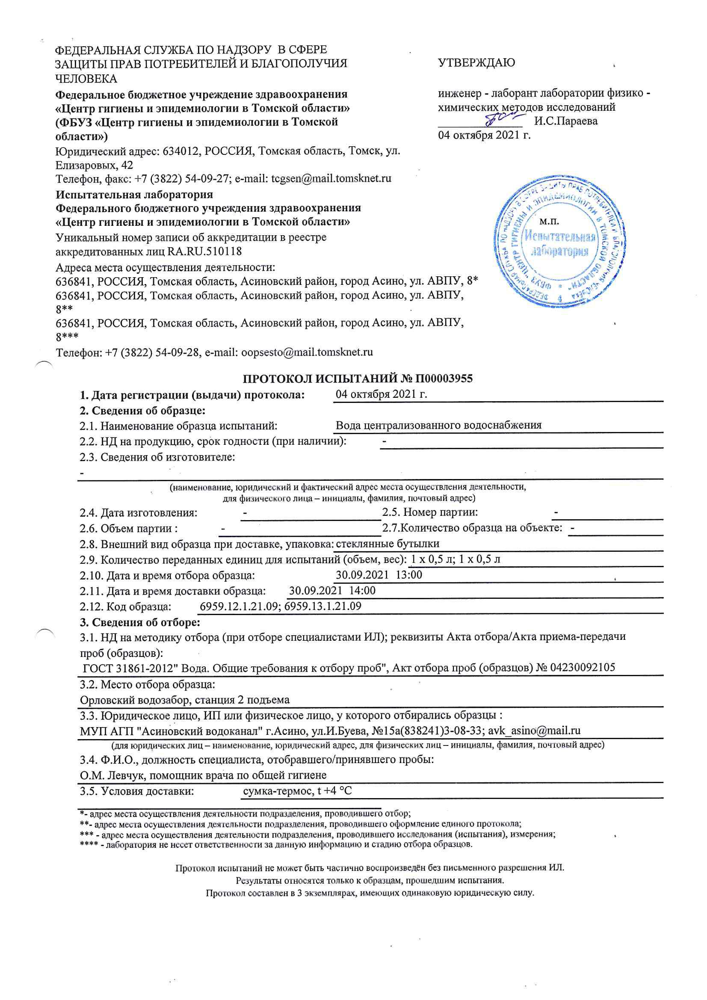 ФЕДЕРАЛЬНАЯ СЛУЖБА ПО НАДЗОРУ В СФЕРЕ
ЗАЩИТЫ ПРАВ ПОТРЕБИТЕЛЕЙ И БЛАГОПОЛУЧИЯ
ЧЕЛОВЕКА
Федеральное бюджетное учреждение здравоохранения
«Центр гигиены и эпидемиологии в Томской области»
(ФБУЗ «Центр гигиены и эпидемиологии в Томской
области»)
Юридический адрес: 634012, РОССИЯ, Томская область, Томск, ул.
Елизаровых, 42
Телефон, факс: +7 (3822) 54-09-27; e-mail: tcgsen@mail.tomsknet.ru
Испытательная лаборатория
Федерального бюджетного учреждения здравоохранения
«Центр гигиены и эпидемиологии в Томской области»
Уникальный номер записи об аккредитации в реестре
аккредитованных лиц RA.RU.510118
Адреса места осуществления деятельности:
636841, РОССИЯ, Томская область, Асиновский район, город Асино, ул. АВПУ, 8*
636841, РОССИЯ, Томская область, Асиновский район, город Асино, ул. АВПУ,
8**
636841, РОССИЯ, Томская область, Асиновский район, город Асино, ул. АВПУ,
8***
Телефон: +7 (3822) 54-09-28, e-mail: oopsesto@mail.tomsknet.ru
УТВЕРЖДАЮ
инженер - лаборант лаборатории физико -
химических методов исследований
И.С.Параева
04 октября 2021 г.
м.п.
ФЕДЕРАЛЬНАЯ СЛУЖБА ПО НАДЗОРУ В СФЕРЕ ЗАЩИТЫ ПРАВ ПОТРЕБИТЕЛЕЙ И БЛАГОПОЛУЧИЯ ЧЕЛОВЕКА 4
ФБУЗ "ЦЕНТР ГИГИЕНЫ И ЭПИДЕМИОЛОГИИ В ТОМСКОЙ ОБЛАСТИ" *
Испытательная
лаборатория
ПРОТОКОЛ ИСПЫТАНИЙ № П00003955
1. Дата регистрации (выдачи) протокола: 04 октября 2021 г.
2. Сведения об образце:
2.1. Наименование образца испытаний: Вода централизованного водоснабжения
2.2. НД на продукцию, срок годности (при наличии): -
2.3. Сведения об изготовителе:
-
(наименование, юридический и фактический адрес места осуществления деятельности,
для физического лица – инициалы, фамилия, почтовый адрес)
2.4. Дата изготовления: - 2.5. Номер партии: -
2.6. Объем партии : - 2.7.Количество образца на объекте: -
2.8. Внешний вид образца при доставке, упаковка: стеклянные бутылки
2.9. Количество переданных единиц для испытаний (объем, вес): 1 х 0,5 л; 1 х 0,5 л
2.10. Дата и время отбора образца: 30.09.2021 13:00
2.11. Дата и время доставки образца: 30.09.2021 14:00
2.12. Код образца: 6959.12.1.21.09; 6959.13.1.21.09
3. Сведения об отборе:
3.1. НД на методику отбора (при отборе специалистами ИЛ); реквизиты Акта отбора/Акта приема-передачи
проб (образцов):
ГОСТ 31861-2012" Вода. Общие требования к отбору проб", Акт отбора проб (образцов) № 04230092105
3.2. Место отбора образца:
Орловский водозабор, станция 2 подъема
3.3. Юридическое лицо, ИП или физическое лицо, у которого отбирались образцы :
МУП АГП "Асиновский водоканал" г.Асино, ул.И.Буева, №15а(838241)3-08-33; avk_asino@mail.ru
(для юридических лиц – наименование, юридический адрес, для физических лиц – инициалы, фамилия, почтовый адрес)
3.4. Ф.И.О., должность специалиста, отобравшего/принявшего пробы:
О.М. Левчук, помощник врача по общей гигиене
3.5. Условия доставки: сумка-термос, t +4 °C
*- адрес места осуществления деятельности подразделения, проводившего отбор;
**- адрес места осуществления деятельности подразделения, проводившего оформление единого протокола;
*** - адрес места осуществления деятельности подразделения, проводившего исследования (испытания), измерения;
**** - лаборатория не несет ответственности за данную информацию и стадию отбора образцов.
Протокол испытаний не может быть частично воспроизведён без письменного разрешения ИЛ.
Результаты относятся только к образцам, прошедшим испытания.
Протокол составлен в 3 экземплярах, имеющих одинаковую юридическую силу.